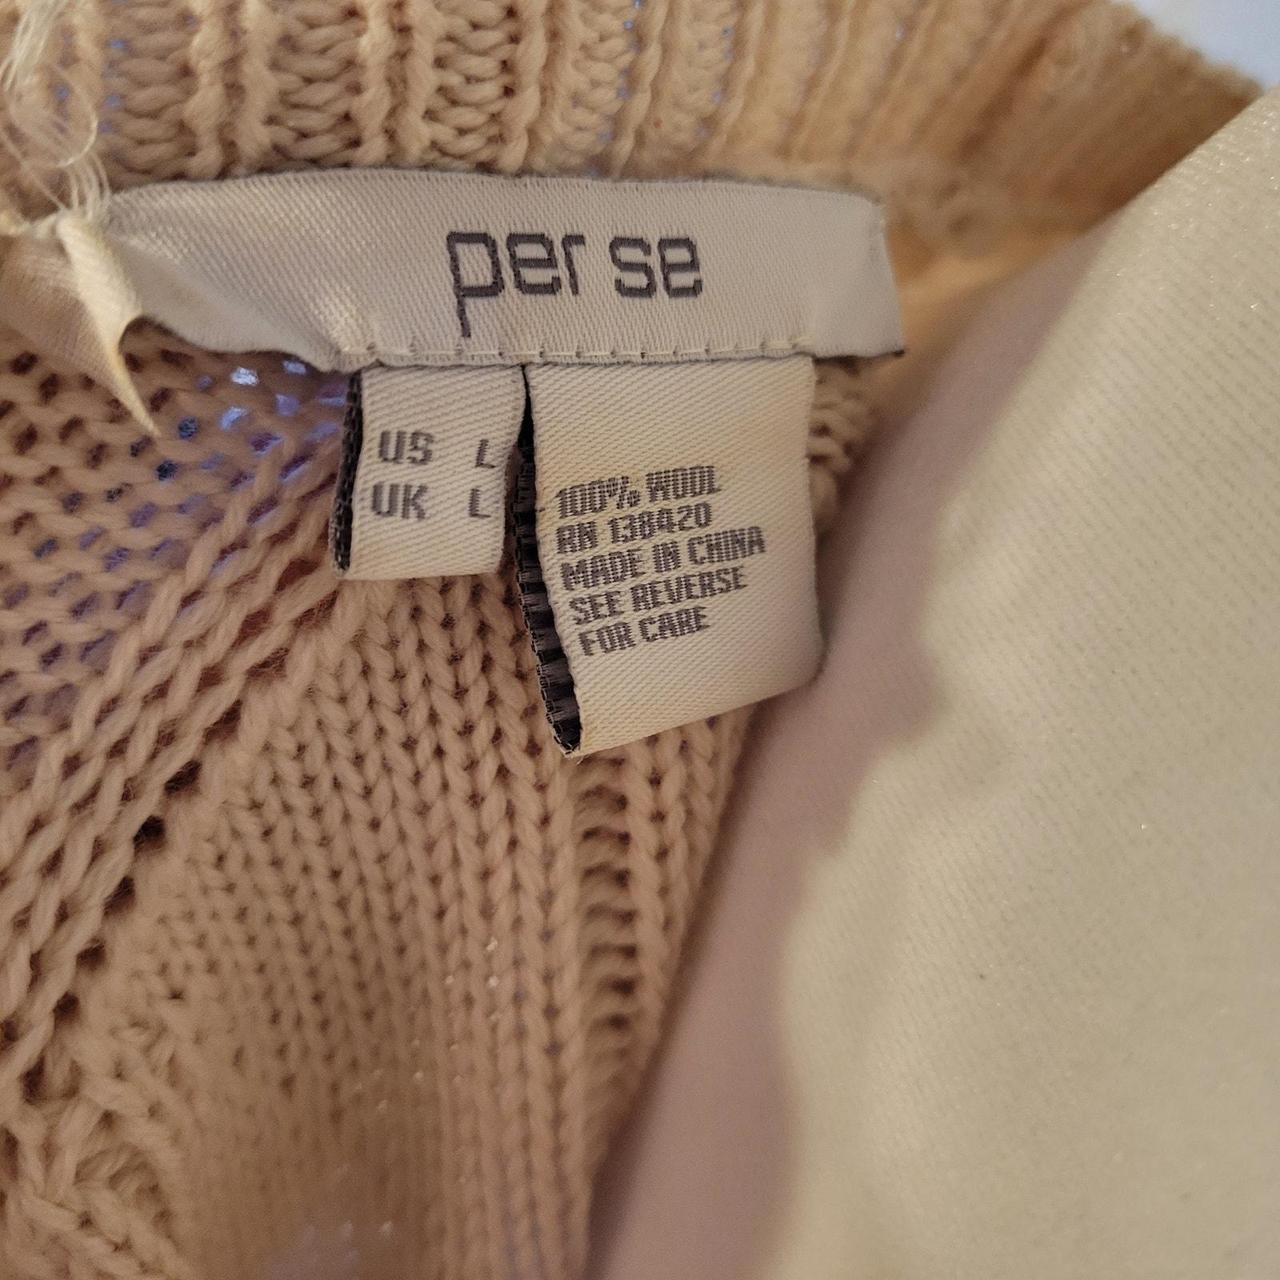 per se
US L
UK L
100% WOOL
RN 138420
MADE IN CHINA
SEE REVERSE
FOR CARE